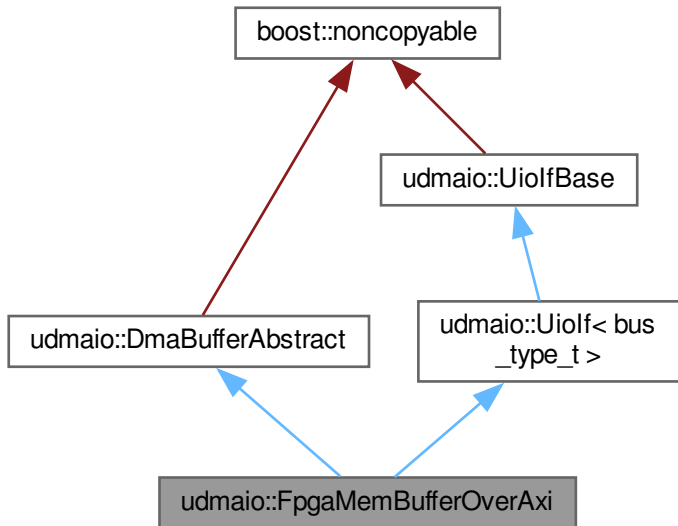 boost::noncopyable
udmaio::UioIfBase
udmaio::DmaBufferAbstract
udmaio::UioIf< bus
_type_t >
udmaio::FpgaMemBufferOverAxi